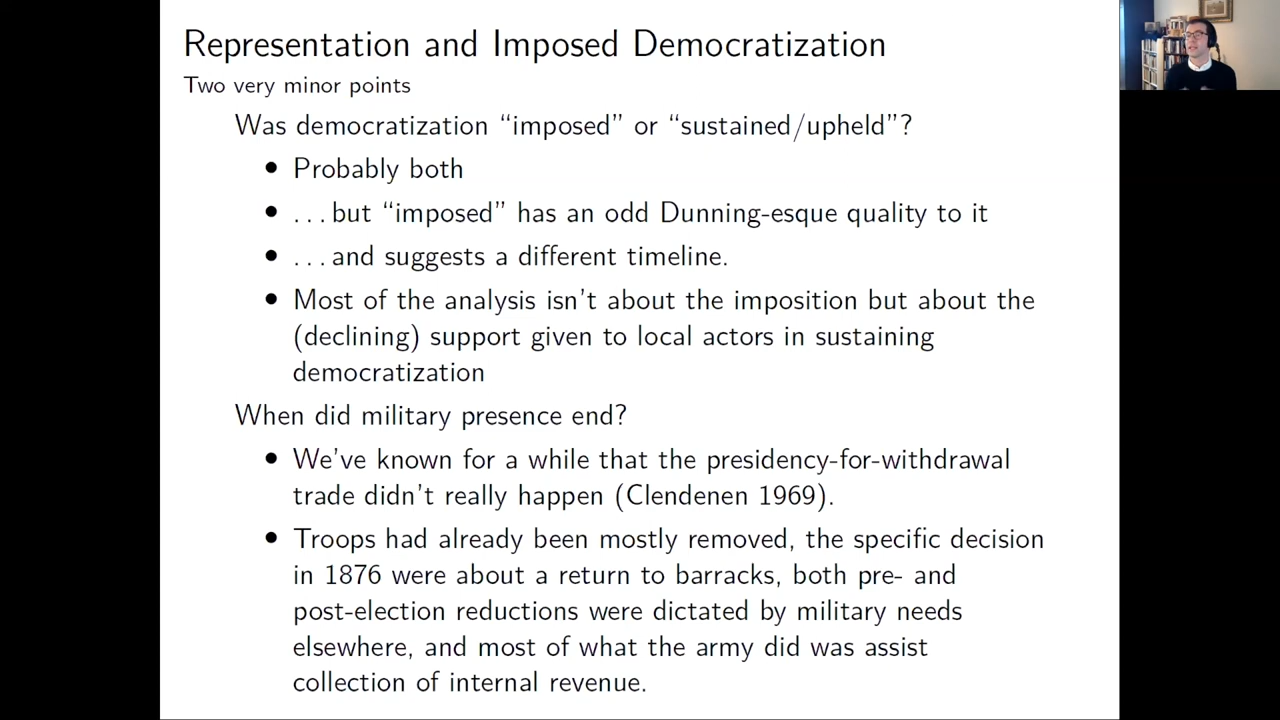 Representation and Imposed Democratization
Two very minor points
Was democratization “imposed” or “sustained/upheld”?
• Probably both
• . . . but “imposed” has an odd Dunning-esque quality to it
• . . . and suggests a different timeline.
• Most of the analysis isn’t about the imposition but about the
(declining) support given to local actors in sustaining
democratization
When did military presence end?
• We’ve known for a while that the presidency-for-withdrawal
trade didn’t really happen (Clendenen 1969).
• Troops had already been mostly removed, the specific decision
in 1876 were about a return to barracks, both pre- and
post-election reductions were dictated by military needs
elsewhere, and most of what the army did was assist
collection of internal revenue.